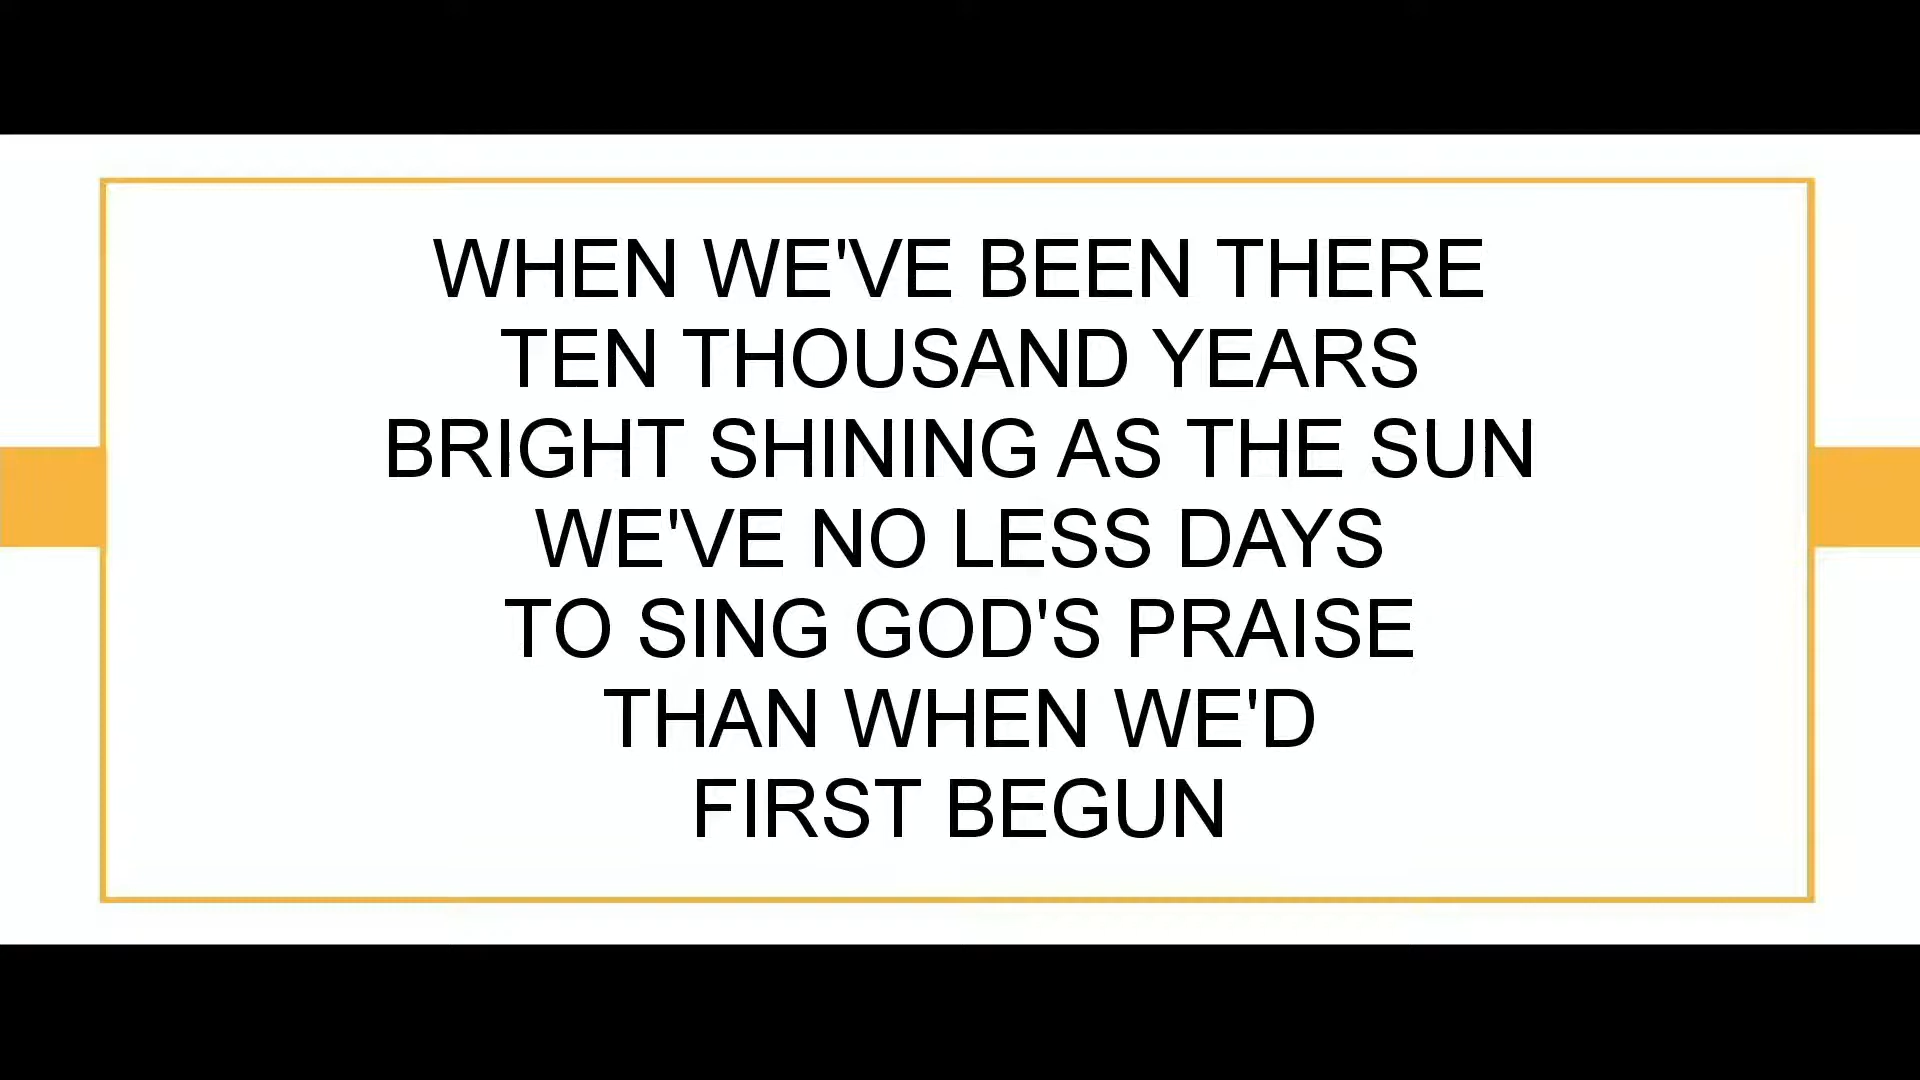 WHEN WE'VE BEEN THERE
TEN THOUSAND YEARS
BRIGHT SHINING AS THE SUN
WE'VE NO LESS DAYS
TO SING GOD'S PRAISE
THAN WHEN WE'D
FIRST BEGUN